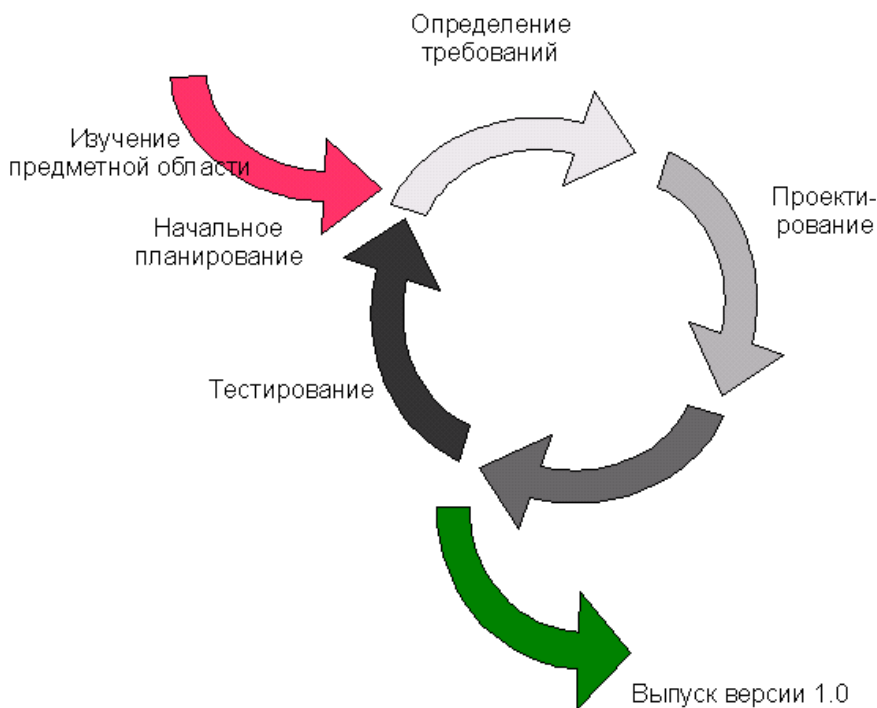 Определение
требований
Изучение
предметной области
Проекти-
рование
Начальное
планирование
Тестирование
Выпуск версии 1.0